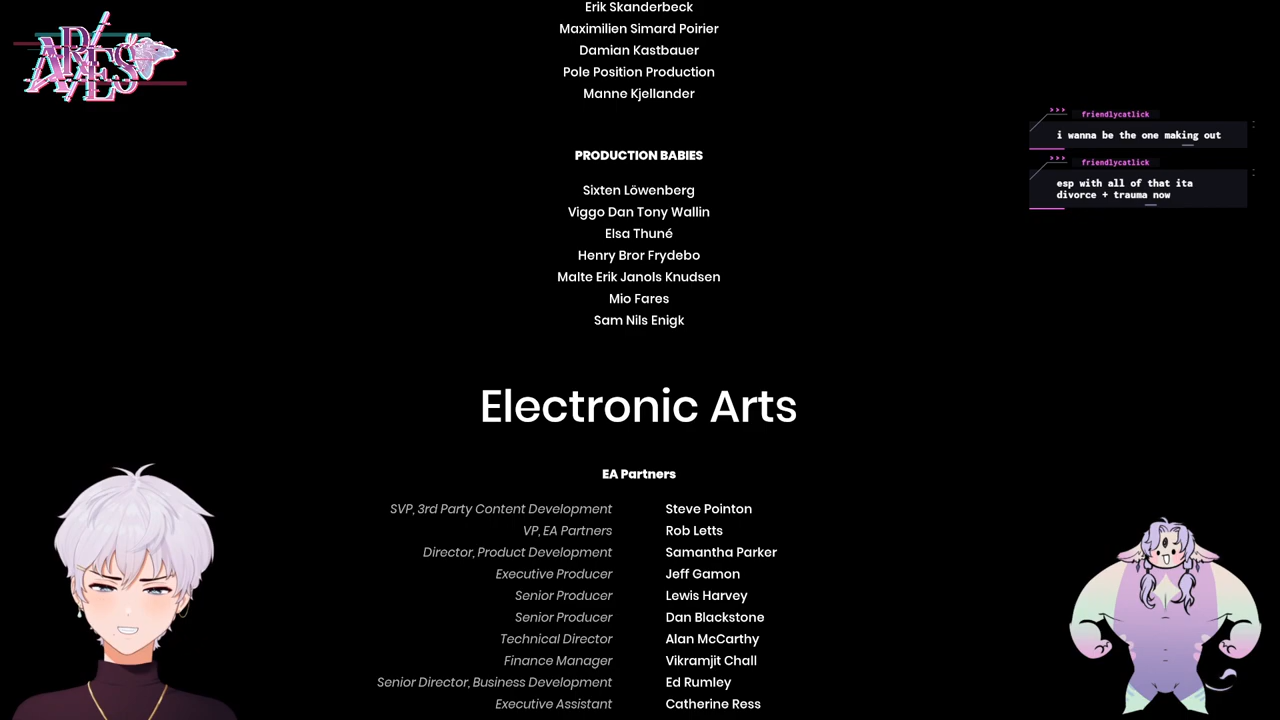 ARES
Erik Skanderbeck
Maximilien Simard Poirier
Damian Kastbauer
Pole Position Production
Manne Kjellander
>>> friendlycatlick
i wanna be the one making out
>>> friendlycatlick
esp with all of that ita
divorce + trauma now
PRODUCTION BABIES
Sixten Löwenberg
Viggo Dan Tony Wallin
Elsa Thuné
Henry Bror Frydebo
Malte Erik Janols Knudsen
Mio Fares
Sam Nils Enigk
Electronic Arts
EA Partners
SVP, 3rd Party Content Development Steve Pointon
VP, EA Partners Rob Letts
Director, Product Development Samantha Parker
Executive Producer Jeff Gamon
Senior Producer Lewis Harvey
Senior Producer Dan Blackstone
Technical Director Alan McCarthy
Finance Manager Vikramjit Chall
Senior Director, Business Development Ed Rumley
Executive Assistant Catherine Ress